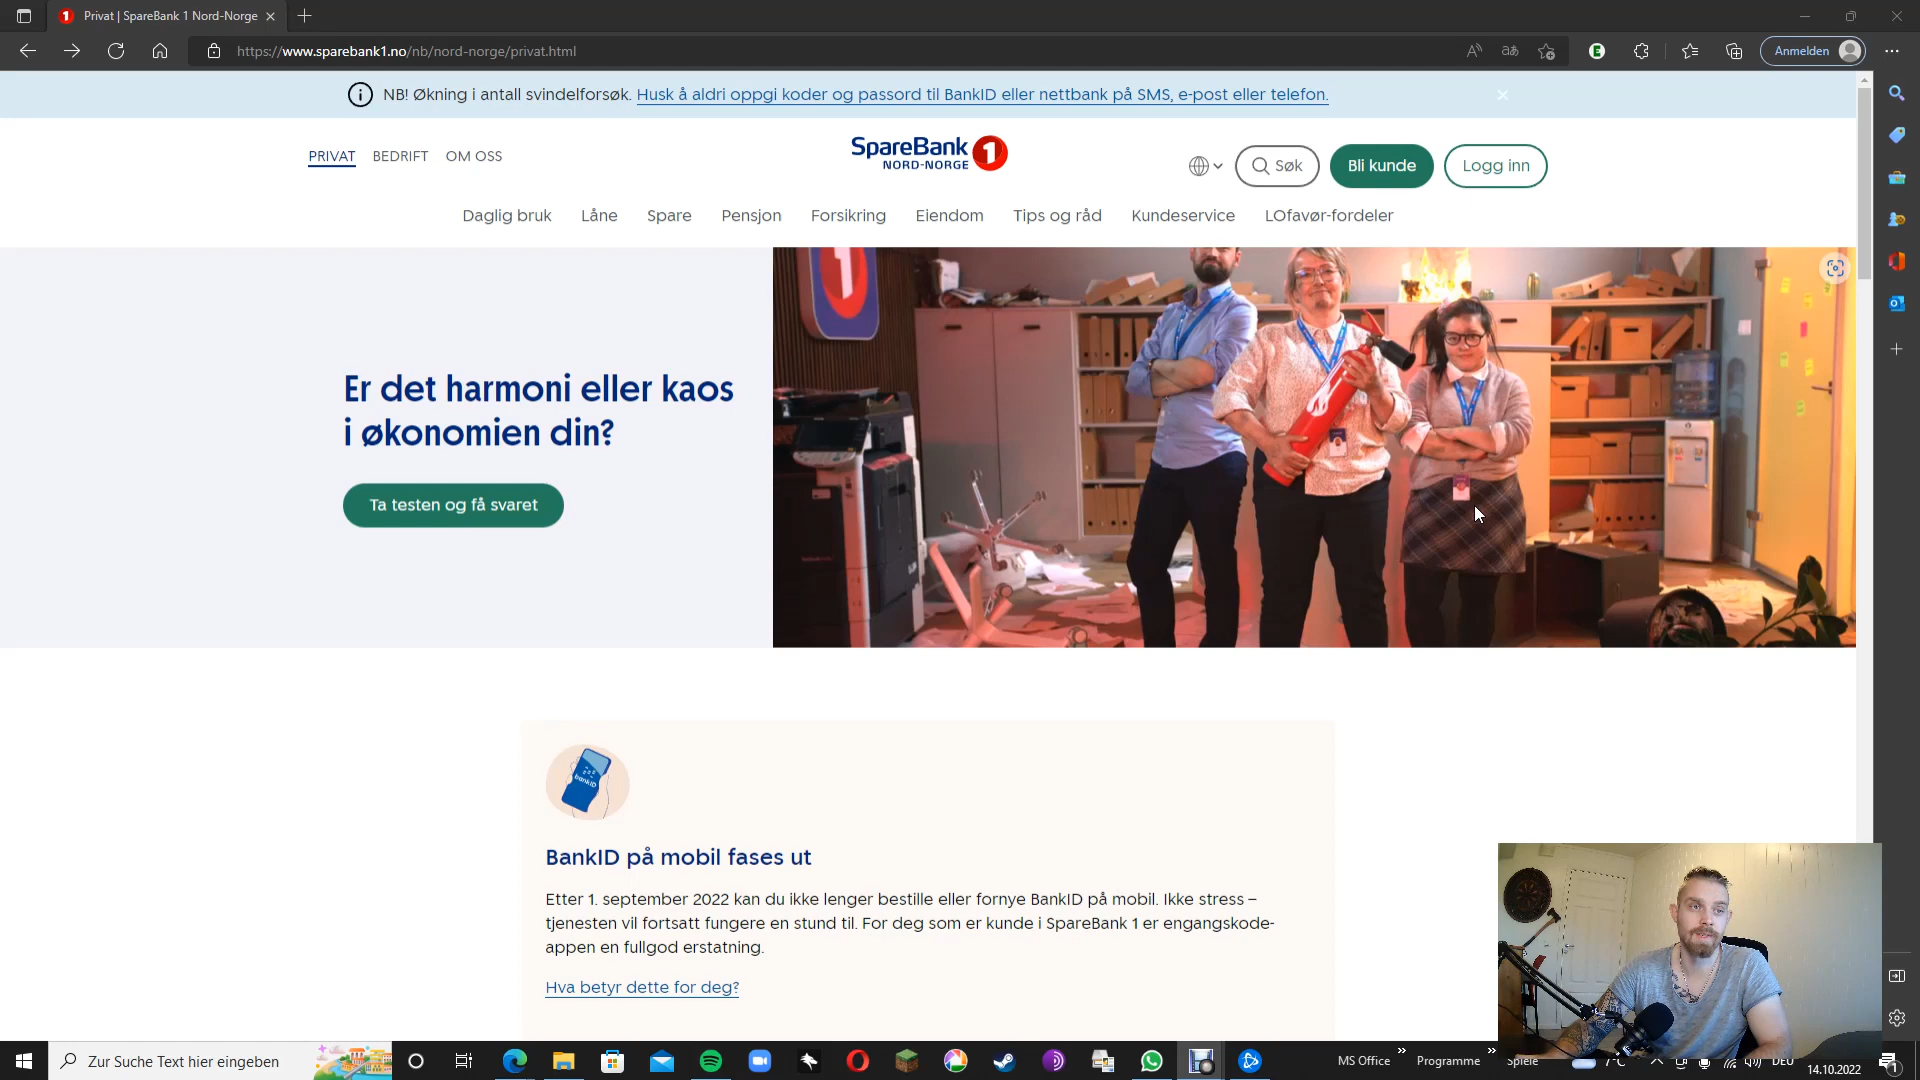 Privat | SpareBank 1 Nord-Norge
https://www.sparebank1.no/nb/nord-norge/privat.html
Anmelden
NB! Økning i antall svindelforsøk. Husk å aldri oppgi koder og passord til BankID eller nettbank på SMS, e-post eller telefon.
PRIVAT BEDRIFT OM OSS
SpareBank 1
NORD-NORGE
Søk
Bli kunde
Logg inn
Daglig bruk Låne Spare Pensjon Forsikring Eiendom Tips og råd Kundeservice LOfavør-fordeler
Er det harmoni eller kaos
i økonomien din?
Ta testen og få svaret
bankID
BankID på mobil fases ut
Etter 1. september 2022 kan du ikke lenger bestille eller fornye BankID på mobil. Ikke stress –
tjenesten vil fortsatt fungere en stund til. For deg som er kunde i SpareBank 1 er engangskode-
appen en fullgod erstatning.
Hva betyr dette for deg?
Zur Suche Text hier eingeben
MS Office
Programme
Spiele
7°C
DEU
14.10.2022
1